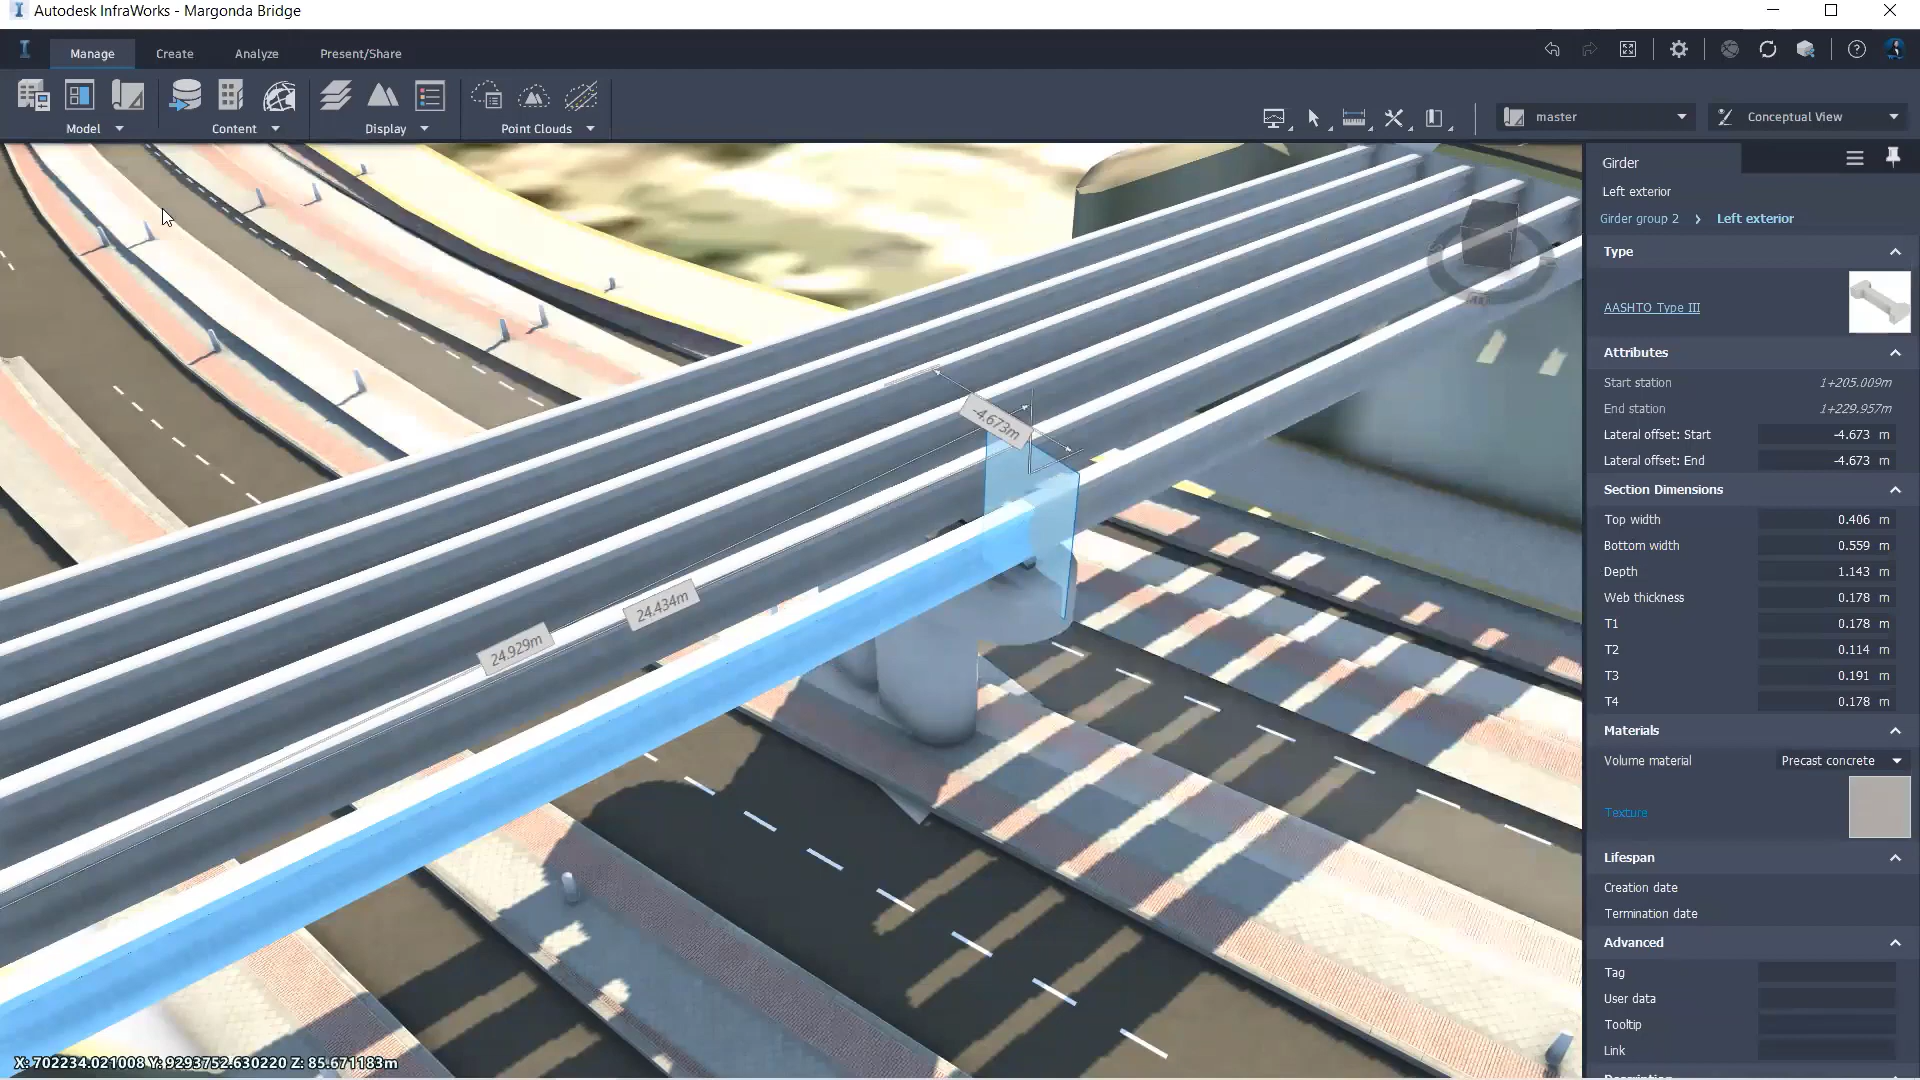 Autodesk InfraWorks - Margonda Bridge
Manage Create Analyze Present/Share
Model Content Display Point Clouds
master Conceptual View
Girder
Left exterior
Girder group 2 > Left exterior
Type
AASHTO Type III
Attributes
Start station 1+205.009m
End station 1+229.957m
Lateral offset: Start -4.673 m
Lateral offset: End -4.673 m
Section Dimensions
Top width 0.406 m
Bottom width 0.559 m
Depth 1.143 m
Web thickness 0.178 m
T1 0.178 m
T2 0.114 m
T3 0.191 m
T4 0.178 m
Materials
Volume material Precast concrete
Texture
Lifespan
Creation date
Termination date
Advanced
Tag
User data
Tooltip
Link
-4.673m
24.434m
24.929m
X: 702234.021008 Y: 9293752.630220 Z: 85.671183m